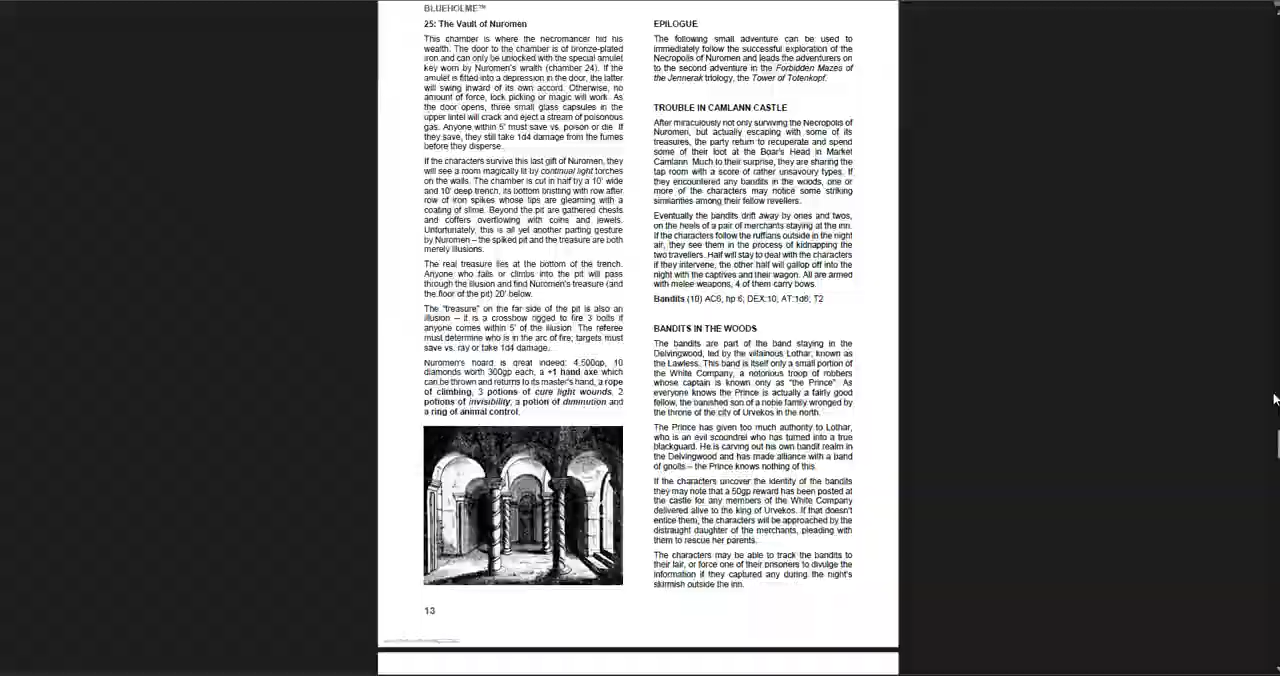 BLUEHOLME™
25: The Vault of Nuromen
This chamber is where the necromancer hid his
wealth. The door to the chamber is of bronze-plated
iron and can only be unlocked with the special amulet
key worn by Nuromen's wraith (chamber 24). If the
amulet is fitted into a depression in the door, the latter
will swing inward of its own accord. Otherwise, no
amount of force, lock picking or magic will work. As
the door opens, three small glass capsules in the
upper lintel will crack and eject a stream of poisonous
gas. Anyone within 5' must save vs. poison or die. If
they save, they still take 1d4 damage from the fumes
before they disperse.
If the characters survive this last gift of Nuromen, they
will see a room magically lit by continual light torches
on the walls. The chamber is cut in half by a 10' wide
and 10' deep trench, its bottom bristling with row after
row of iron spikes whose tips are gleaming with a
coating of slime. Beyond the pit are gathered chests
and coffers overflowing with coins and jewels.
Unfortunately, this is all yet another parting gesture
by Nuromen – the spiked pit and the treasure are both
merely illusions.
The real treasure lies at the bottom of the trench.
Anyone who falls or climbs into the pit will pass
through the illusion and find Nuromen's treasure (and
the floor of the pit) 20' below.
The "treasure" on the far side of the pit is also an
illusion – it is a crossbow rigged to fire 3 bolts if
anyone comes within 5' of the illusion. The referee
must determine who is in the arc of fire; targets must
save vs. ray or take 1d4 damage.
Nuromen's hoard is great indeed: 4,500gp, 10
diamonds worth 300gp each, a +1 hand axe which
can be thrown and returns to its master's hand, a rope
of climbing, 3 potions of cure light wounds, 2
potions of invisibility, a potion of diminution and
a ring of animal control.
13
EPILOGUE
The following small adventure can be used to
immediately follow the successful exploration of the
Necropolis of Nuromen and leads the adventurers on
to the second adventure in the Forbidden Mazes of
the Jennerak triology, the Tower of Totenkopf.
TROUBLE IN CAMLANN CASTLE
After miraculously not only surviving the Necropolis of
Nuromen, but actually escaping with some of its
treasures, the party return to recuperate and spend
some of their loot at the Boar's Head in Market
Camlann. Much to their surprise, they are sharing the
tap room with a score of rather unsavoury types. If
they encountered any bandits in the woods, one or
more of the characters may notice some striking
similarities among their fellow revellers.
Eventually the bandits drift away by ones and twos,
on the heels of a pair of merchants staying at the inn.
If the characters follow the ruffians outside in the night
air, they see them in the process of kidnapping the
two travellers. Half will stay to deal with the characters
if they intervene, the other half will gallop off into the
night with the captives and their wagon. All are armed
with melee weapons, 4 of them carry bows.
Bandits (10) AC6, hp 6; DEX:10, AT:1d6; T2
BANDITS IN THE WOODS
The bandits are part of the band staying in the
Delvingwood, led by the villainous Lothar, known as
the Lawless. This band is itself only a small portion of
the White Company, a notorious troop of robbers
whose captain is known only as "the Prince". As
everyone knows the Prince is actually a fairly good
fellow, the banished son of a noble family wronged by
the throne of the city of Urvekos in the north.
The Prince has given too much authority to Lothar,
who is an evil scoundrel who has turned into a true
blackguard. He is carving out his own bandit realm in
the Delvingwood and has made alliance with a band
of gnolls – the Prince knows nothing of this.
If the characters uncover the identity of the bandits
they may note that a 50gp reward has been posted at
the castle for any members of the White Company
delivered alive to the king of Urvekos. If that doesn't
entice them, the characters will be approached by the
distraught daughter of the merchants, pleading with
them to rescue her parents.
The characters may be able to track the bandits to
their lair, or force one of their prisoners to divulge the
information if they captured any during the night's
skirmish outside the inn.